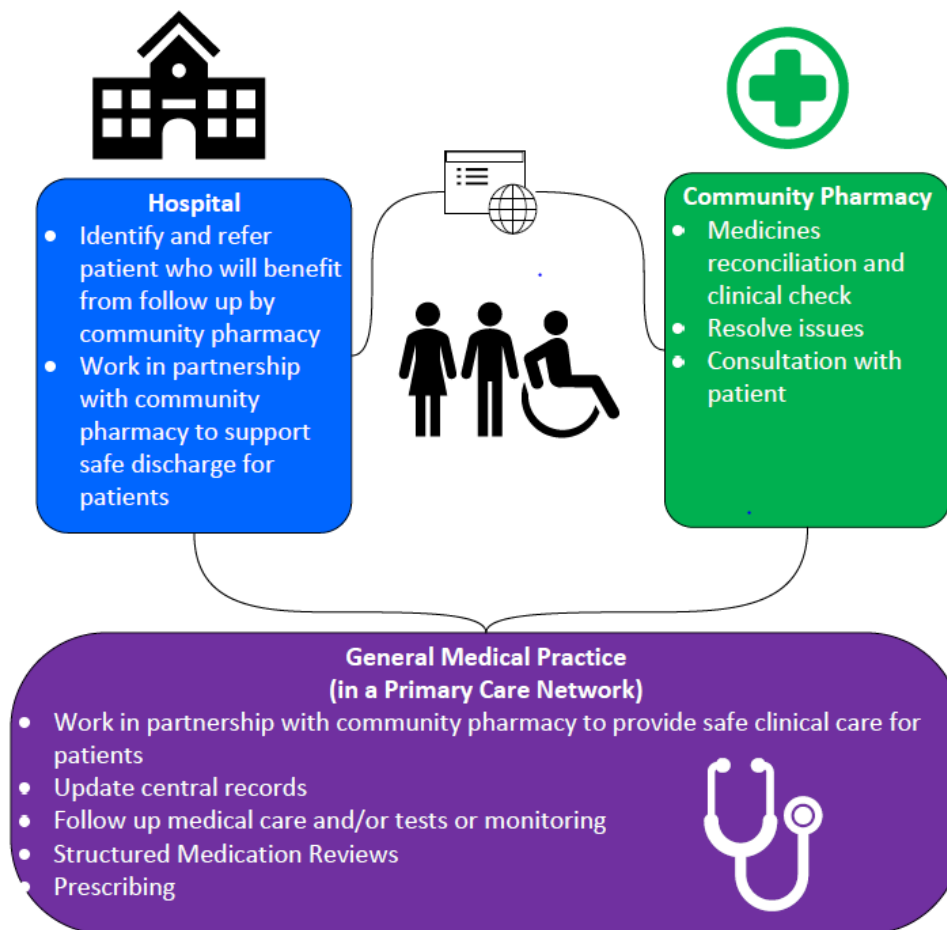 Hospital
• Identify and refer
patient who will benefit
from follow up by
community pharmacy
• Work in partnership
with community
pharmacy to support
safe discharge for
patients
Community Pharmacy
• Medicines
reconciliation and
clinical check
• Resolve issues
• Consultation with
patient
General Medical Practice
(in a Primary Care Network)
• Work in partnership with community pharmacy to provide safe clinical care for
patients
• Update central records
• Follow up medical care and/or tests or monitoring
• Structured Medication Reviews
• Prescribing